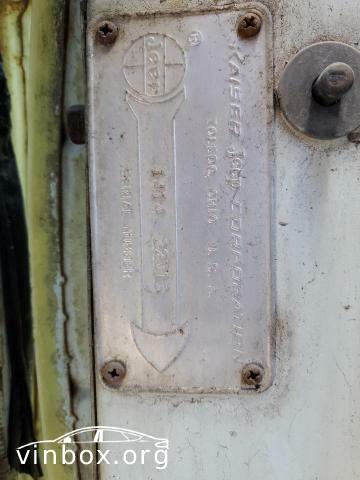 Jeep ®
KAISER Jeep CORPORATION
TOLEDO, OHIO U.S.A.
SERIAL NUMBER
vinbox.org